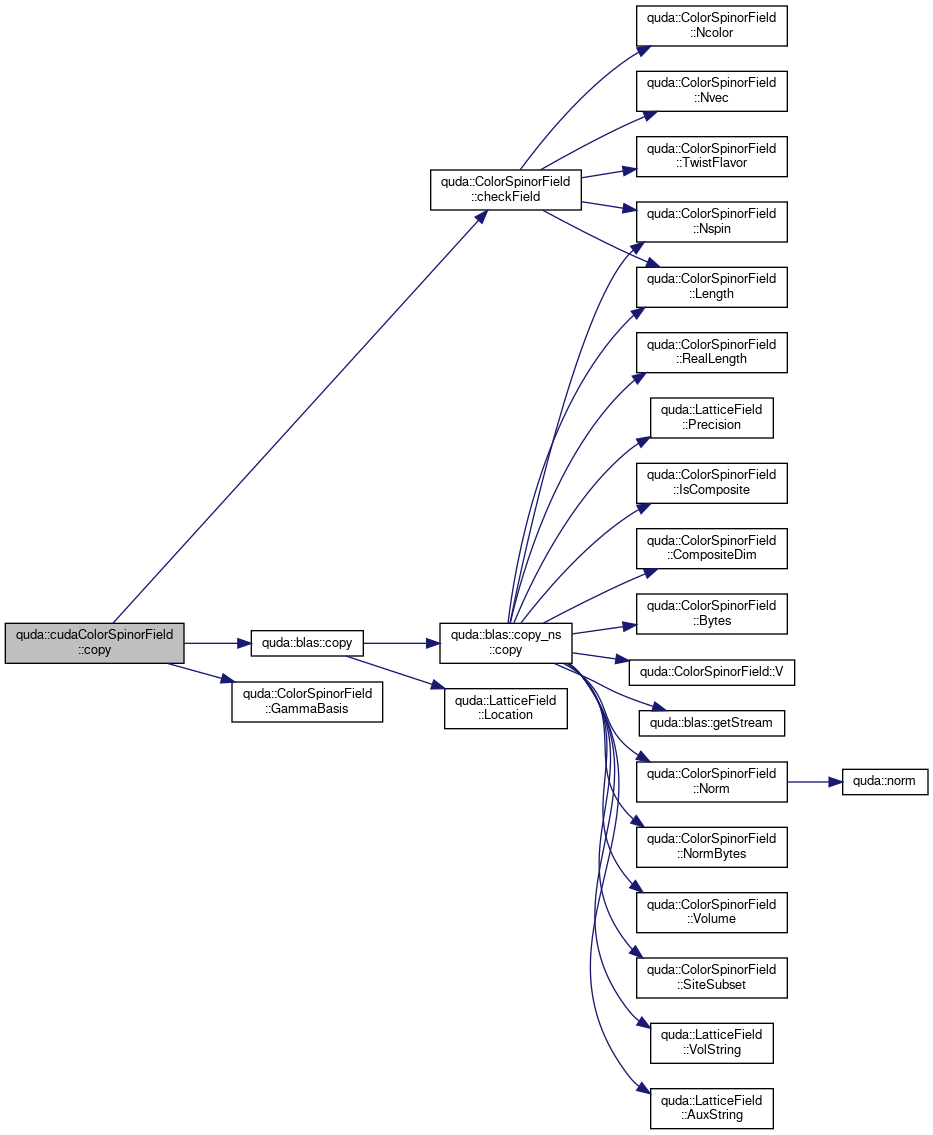 quda::ColorSpinorField
::Ncolor
quda::ColorSpinorField
::Nvec
quda::ColorSpinorField
::TwistFlavor
quda::ColorSpinorField
::checkField
quda::ColorSpinorField
::Nspin
quda::ColorSpinorField
::Length
quda::ColorSpinorField
::RealLength
quda::LatticeField
::Precision
quda::ColorSpinorField
::IsComposite
quda::ColorSpinorField
::CompositeDim
quda::ColorSpinorField
::Bytes
quda::cudaColorSpinorField
::copy
quda::blas::copy
quda::blas::copy_ns
::copy
quda::ColorSpinorField::V
quda::ColorSpinorField
::GammaBasis
quda::LatticeField
::Location
quda::blas::getStream
quda::ColorSpinorField
::Norm
quda::norm
quda::ColorSpinorField
::NormBytes
quda::ColorSpinorField
::Volume
quda::ColorSpinorField
::SiteSubset
quda::LatticeField
::VolString
quda::LatticeField
::AuxString